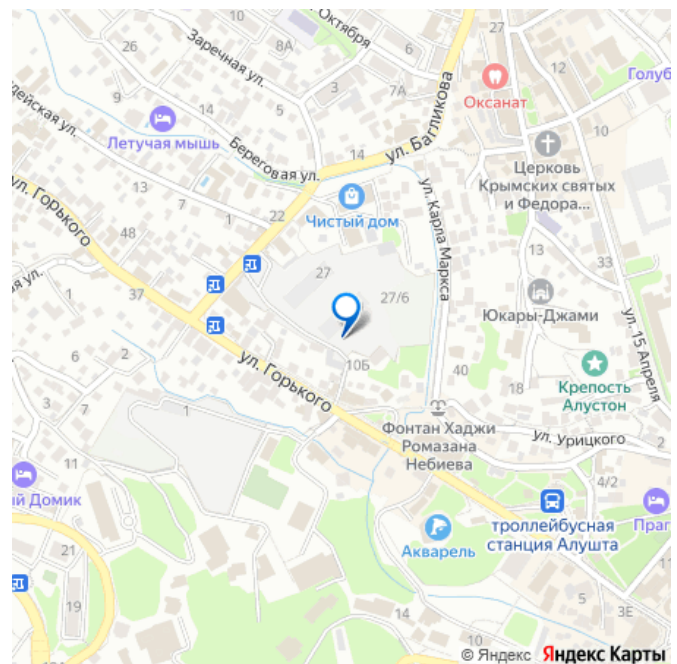 Октября
27
26
Заречная ул.
10
8А
6
12
Голуб
Оксанат
9
14
5
3
7А
10
Летучая мышь
ул. Багликова
дейская ул.
Береговая ул.
14
Церковь
Крымских святых
и Федора...
13
7
1
22
Чистый дом
ул. Карла Маркса
ул. Горького
48
13
33
27
27/6
37
1
Юкары-Джами
ул. 15 Апреля
6
2
ул. Горького
10Б
40
18
Крепость
Алустон
3
7
1
Фонтан Хаджи
Ромазана
Небиева
ул. Урицкого
2
11
4/2
й Домик
троллейбусная
станция Алушта
Праг
Акварель
21
19
5
3Е
14
10
© Яндекс Яндекс Карты